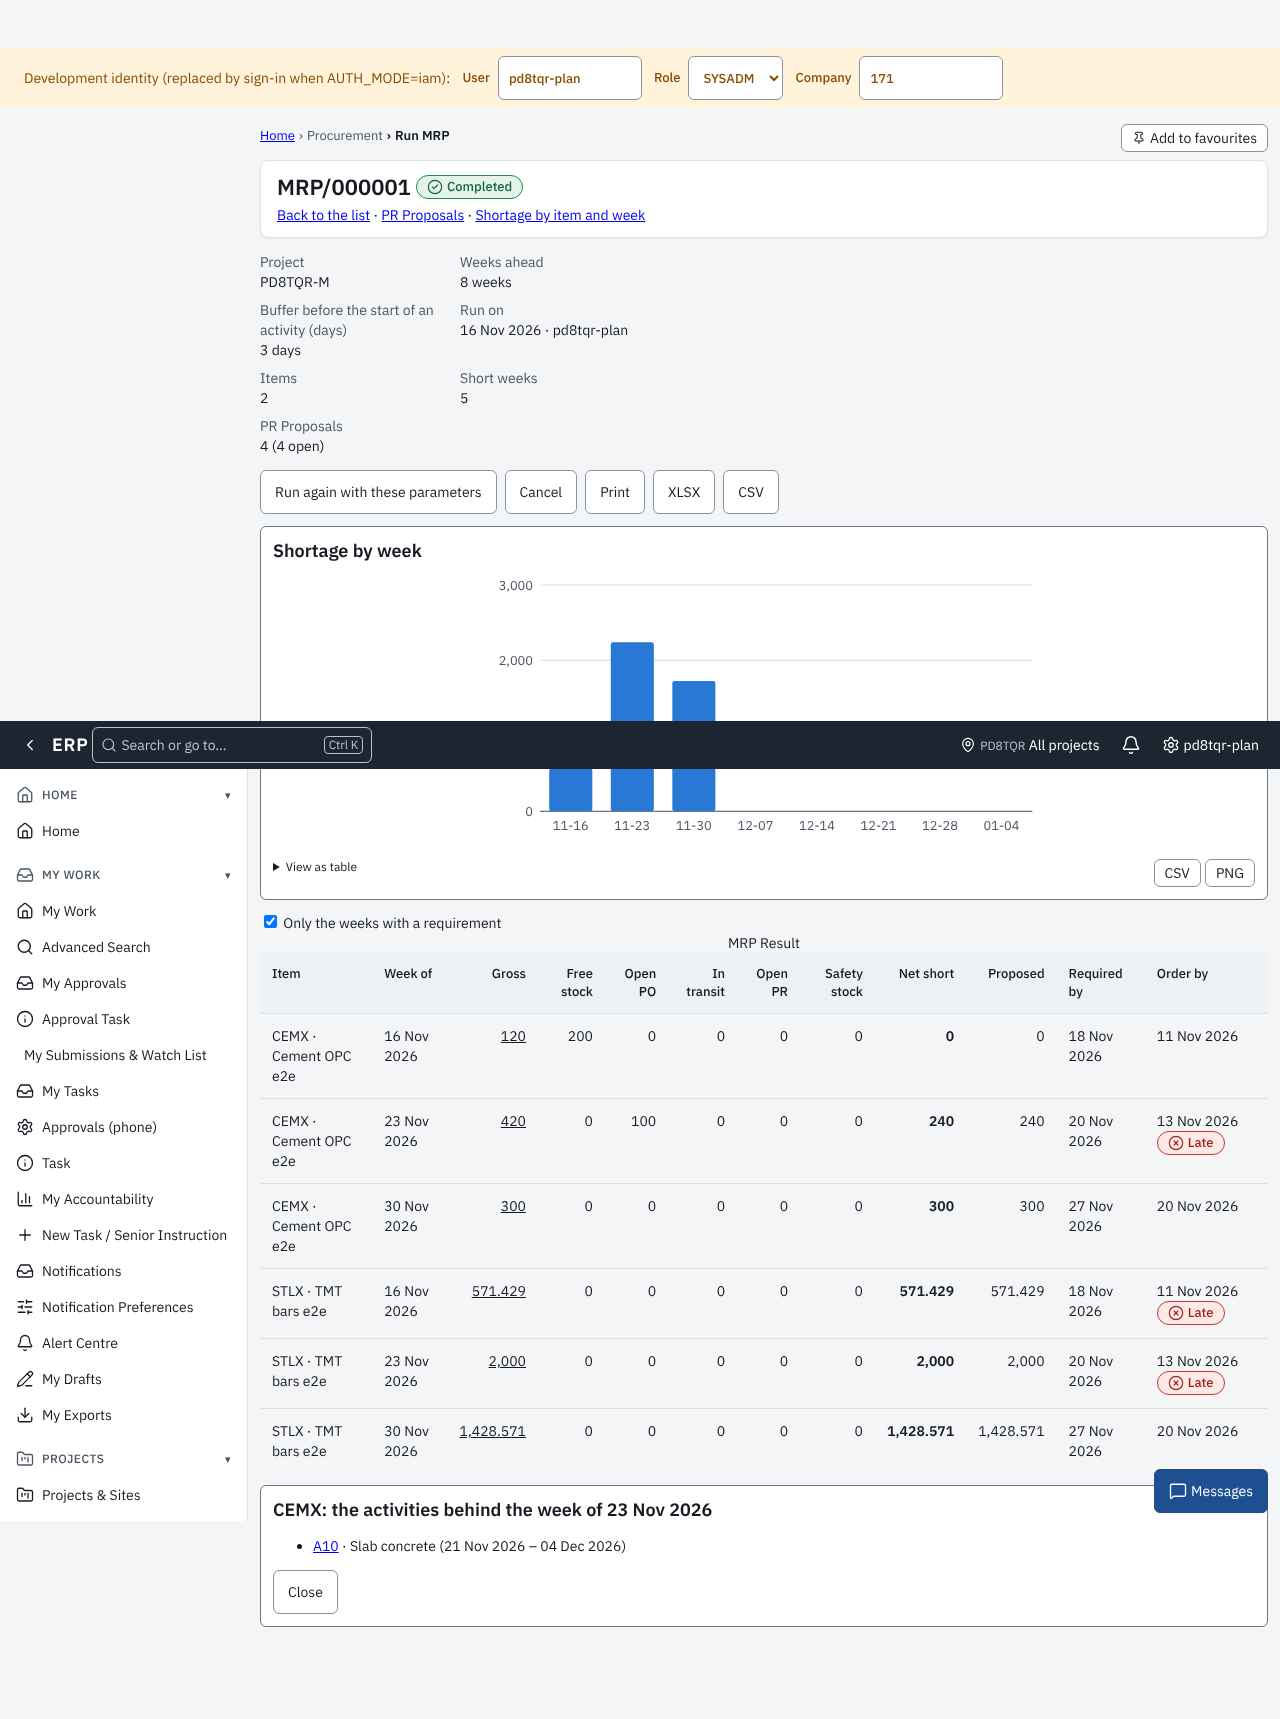 Development identity (replaced by sign-in when AUTH_MODE=iam): User pd8tqr-plan Role SYSADM Company 171
Home › Procurement › Run MRP
Add to favourites
MRP/000001 Completed
Back to the list · PR Proposals · Shortage by item and week
Project
PD8TQR-M
Weeks ahead
8 weeks
Buffer before the start of an
activity (days)
3 days
Run on
16 Nov 2026 · pd8tqr-plan
Items
2
Short weeks
5
PR Proposals
4 (4 open)
Run again with these parameters Cancel Print XLSX CSV
Shortage by week
3,000
2,000
ERP Search or go to... Ctrl K PD8TQR All projects pd8tqr-plan
0
11-16 11-23 11-30 12-07 12-14 12-21 12-28 01-04
View as table CSV PNG
HOME
Home
MY WORK
My Work
Advanced Search
My Approvals
Approval Task
My Submissions & Watch List
My Tasks
Approvals (phone)
Task
My Accountability
New Task / Senior Instruction
Notifications
Notification Preferences
Alert Centre
My Drafts
My Exports
PROJECTS
Projects & Sites
Only the weeks with a requirement
MRP Result
Item Week of Gross Free stock Open PO In transit Open PR Safety stock Net short Proposed Required by Order by
CEMX · Cement OPC e2e 16 Nov 2026 120 200 0 0 0 0 0 0 18 Nov 2026 11 Nov 2026
CEMX · Cement OPC e2e 23 Nov 2026 420 0 100 0 0 0 240 240 20 Nov 2026 13 Nov 2026 Late
CEMX · Cement OPC e2e 30 Nov 2026 300 0 0 0 0 0 300 300 27 Nov 2026 20 Nov 2026
STLX · TMT bars e2e 16 Nov 2026 571.429 0 0 0 0 0 571.429 571.429 18 Nov 2026 11 Nov 2026 Late
STLX · TMT bars e2e 23 Nov 2026 2,000 0 0 0 0 0 2,000 2,000 20 Nov 2026 13 Nov 2026 Late
STLX · TMT bars e2e 30 Nov 2026 1,428.571 0 0 0 0 0 1,428.571 1,428.571 27 Nov 2026 20 Nov 2026
Messages
CEMX: the activities behind the week of 23 Nov 2026
A10 · Slab concrete (21 Nov 2026 – 04 Dec 2026)
Close